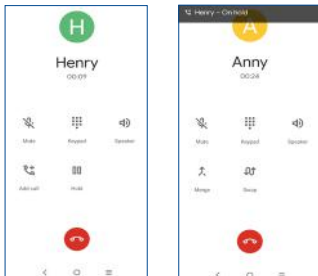 H
Henry
00:09
Mute Keypad Speaker
Add call Hold
Henry – On hold
A
Anny
00:24
Mute Keypad Speaker
Merge Swap